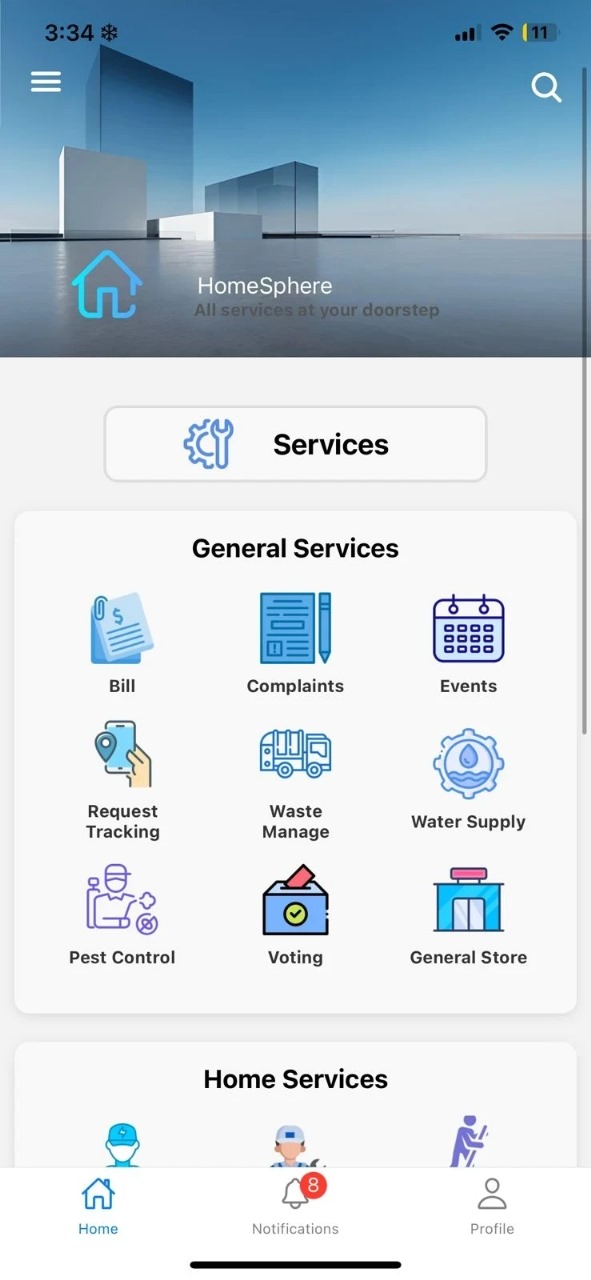 3:34
11
HomeSphere
All services at your doorstep
Services
General Services
$
Bill
Complaints
Events
Request
Tracking
Waste
Manage
Water Supply
Pest Control
Voting
General Store
Home Services
8
Home
Notifications
Profile